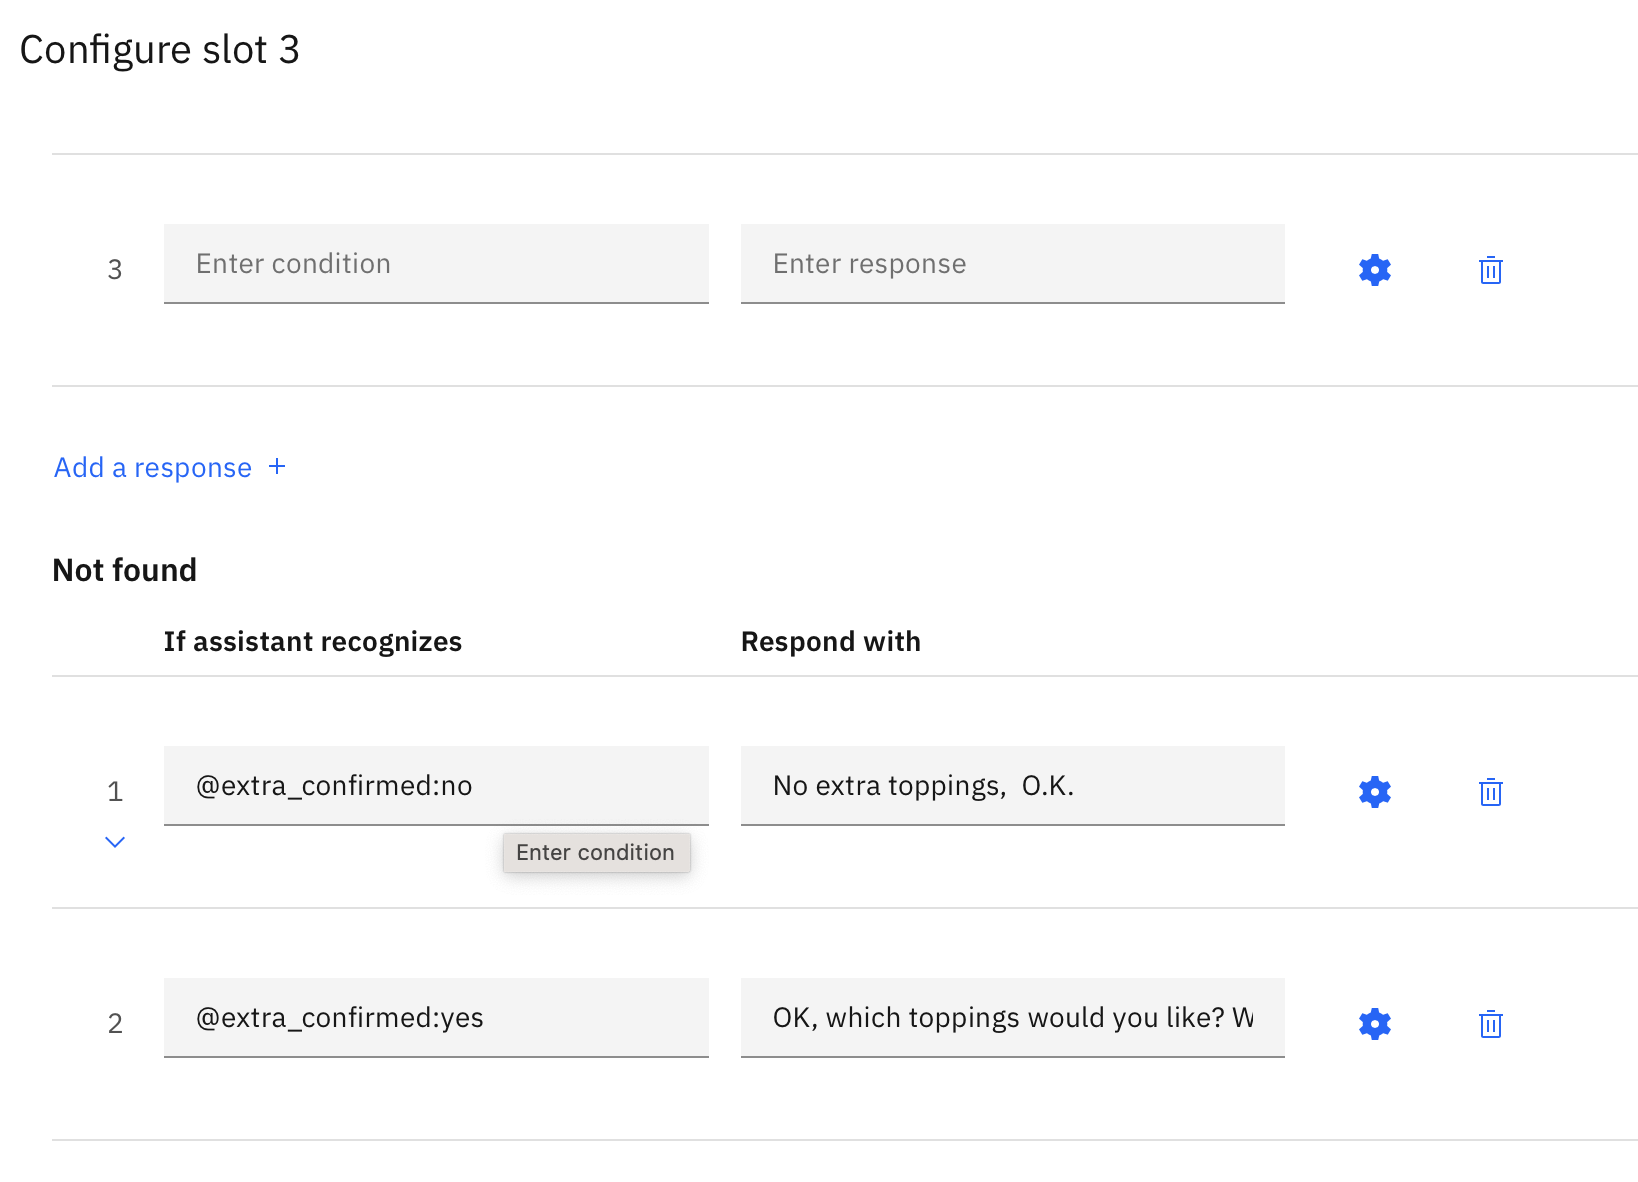 Configure slot 3
3 Enter condition Enter response
Add a response +
Not found
If assistant recognizes Respond with
1 @extra_confirmed:no No extra toppings,  O.K.
Enter condition
2 @extra_confirmed:yes OK, which toppings would you like? W